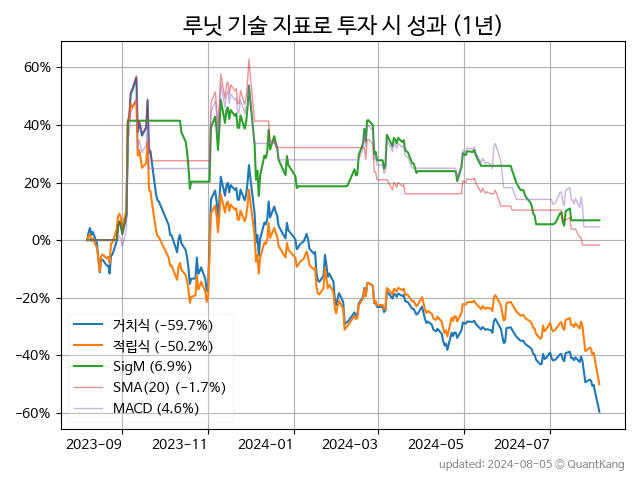 루닛 기술 지표로 투자 시 성과 (1년)
60%
40%
20%
0%
−20%
−40%
−60%
거치식 (−59.7%)
적립식 (−50.2%)
SigM (6.9%)
SMA(20) (−1.7%)
MACD (4.6%)
2023-09 2023-11 2024-01 2024-03 2024-05 2024-07
updated: 2024-08-05 © QuantKang